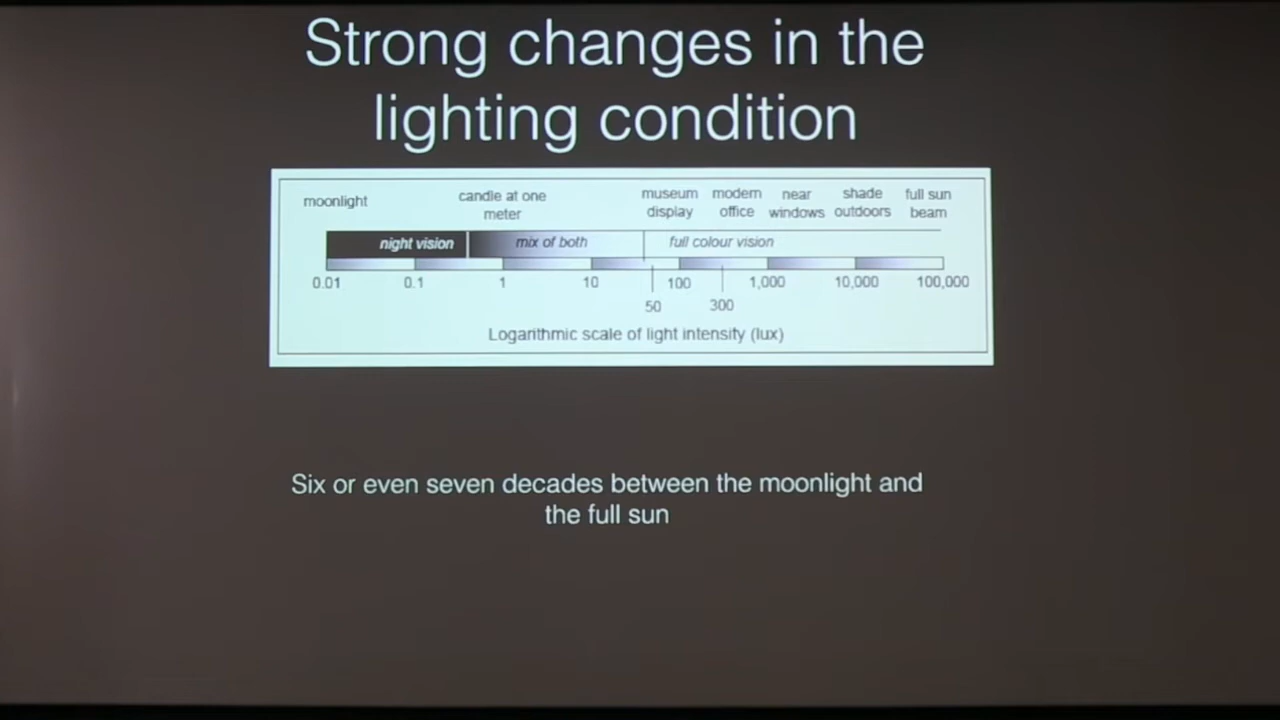 Strong changes in the
lighting condition
moonlight
candle at one
meter
museum
display
modern
office
near
windows
shade
outdoors
full sun
beam
night vision
mix of both
full colour vision
0.01 0.1 1 10 100 1,000 10,000 100,000
50 300
Logarithmic scale of light intensity (lux)
Six or even seven decades between the moonlight and
the full sun